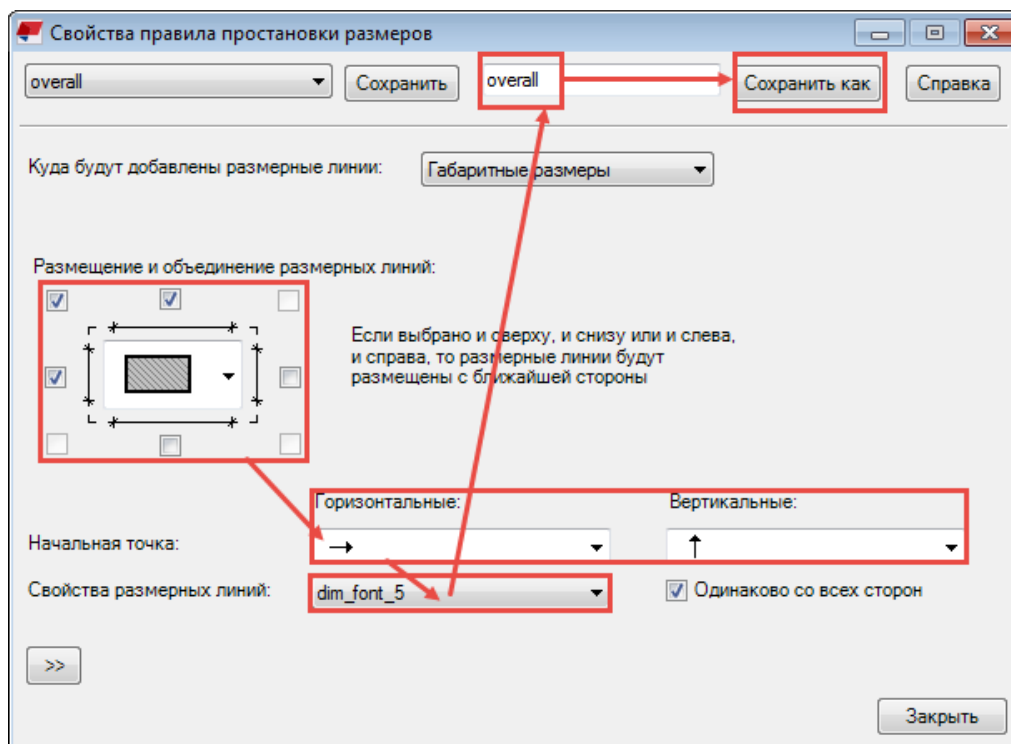 Свойства правила простановки размеров
overall Сохранить overall Сохранить как Справка
Куда будут добавлены размерные линии: Габаритные размеры
Размещение и объединение размерных линий:
Если выбрано и сверху, и снизу или и слева,
и справа, то размерные линии будут
размещены с ближайшей стороны
Горизонтальные: Вертикальные:
Начальная точка:
Свойства размерных линий: dim_font_5 Одинаково со всех сторон
>>
Закрыть